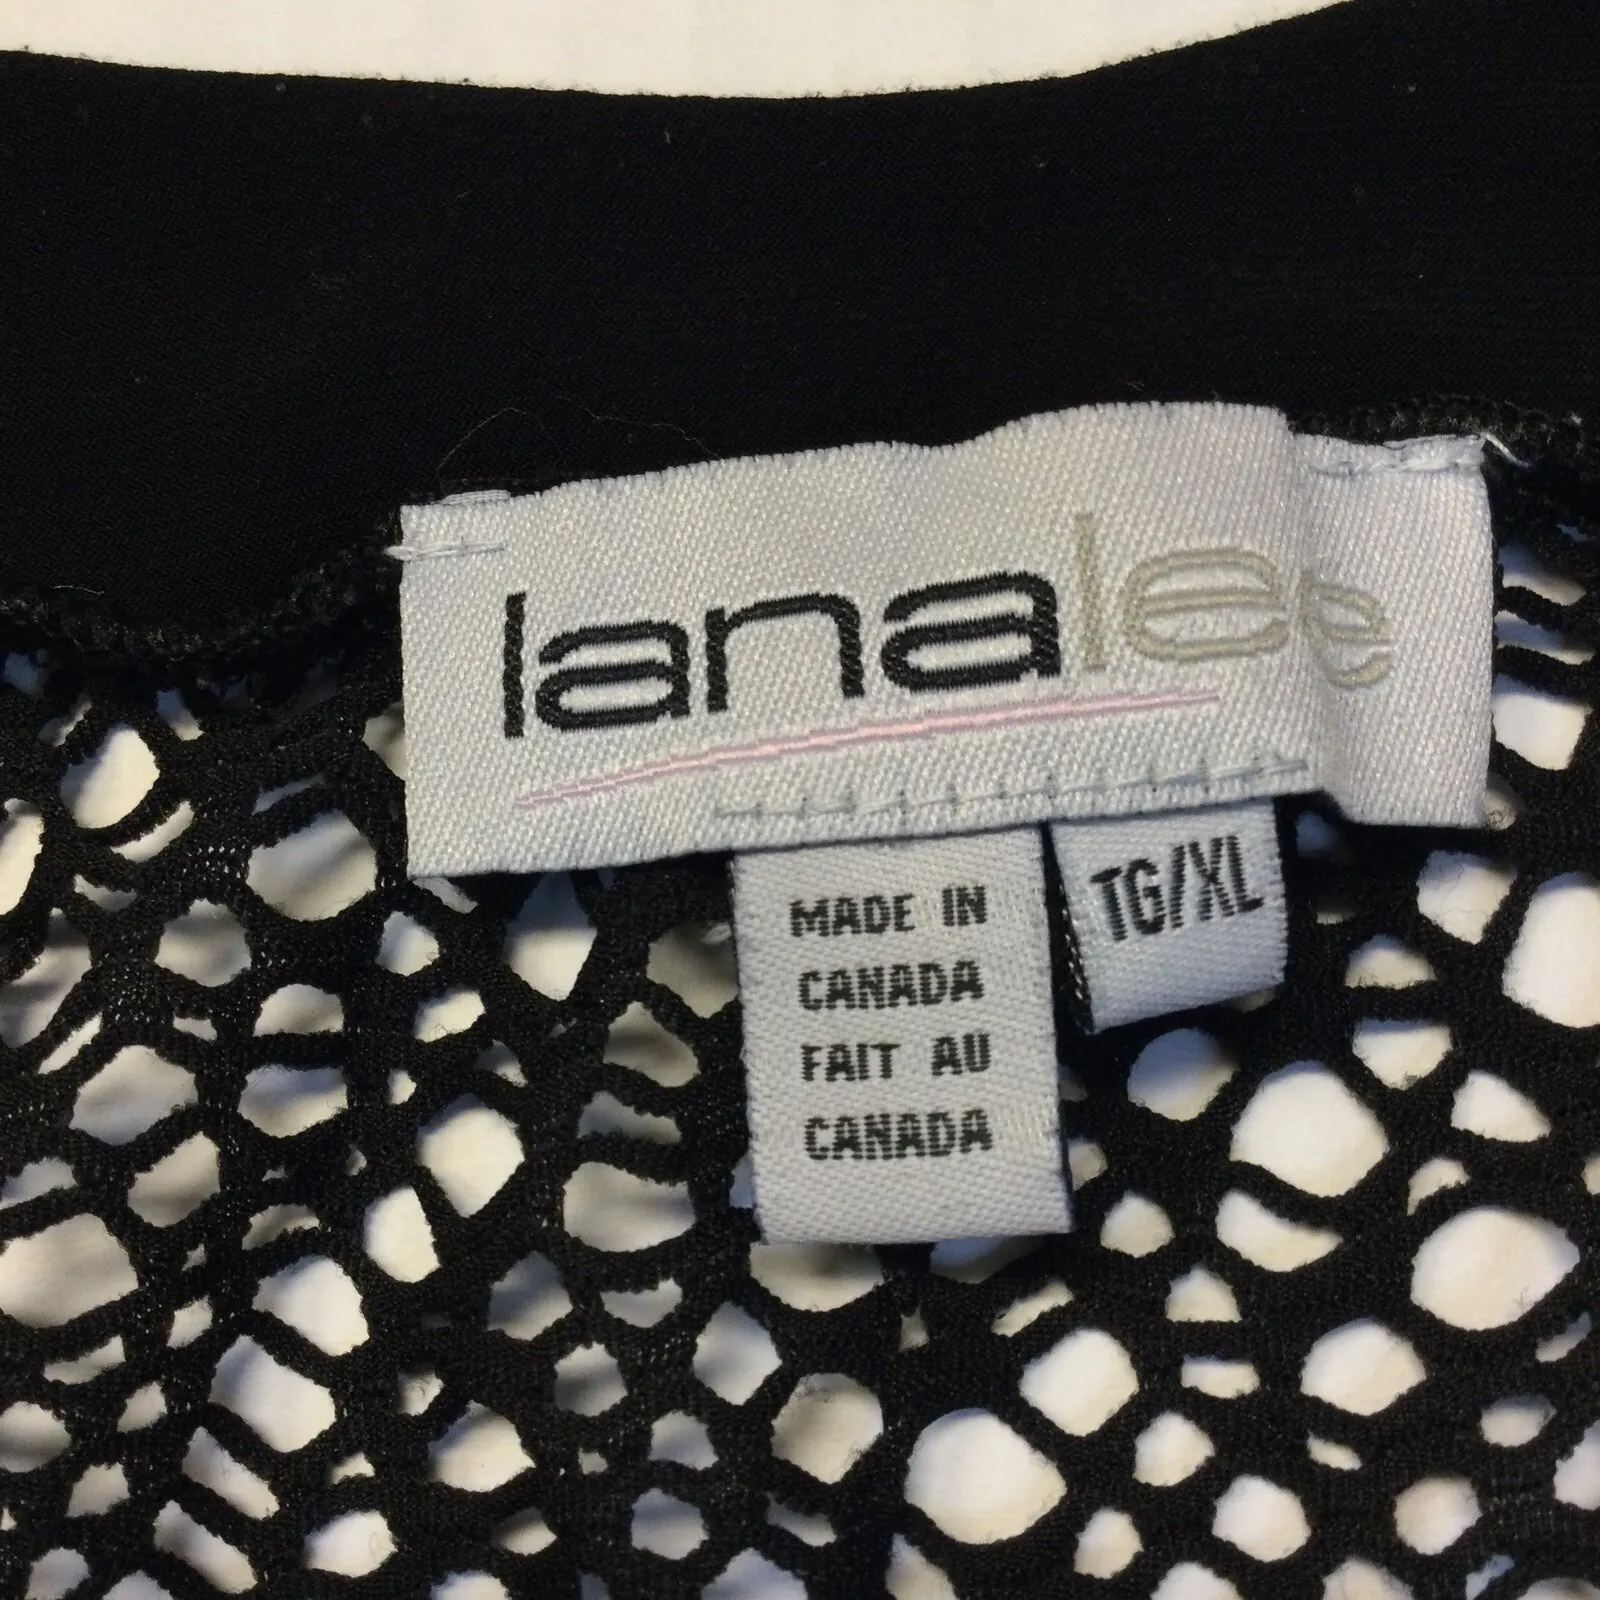 lanalee
MADE IN
CANADA
FAIT AU
CANADA
TG/XL